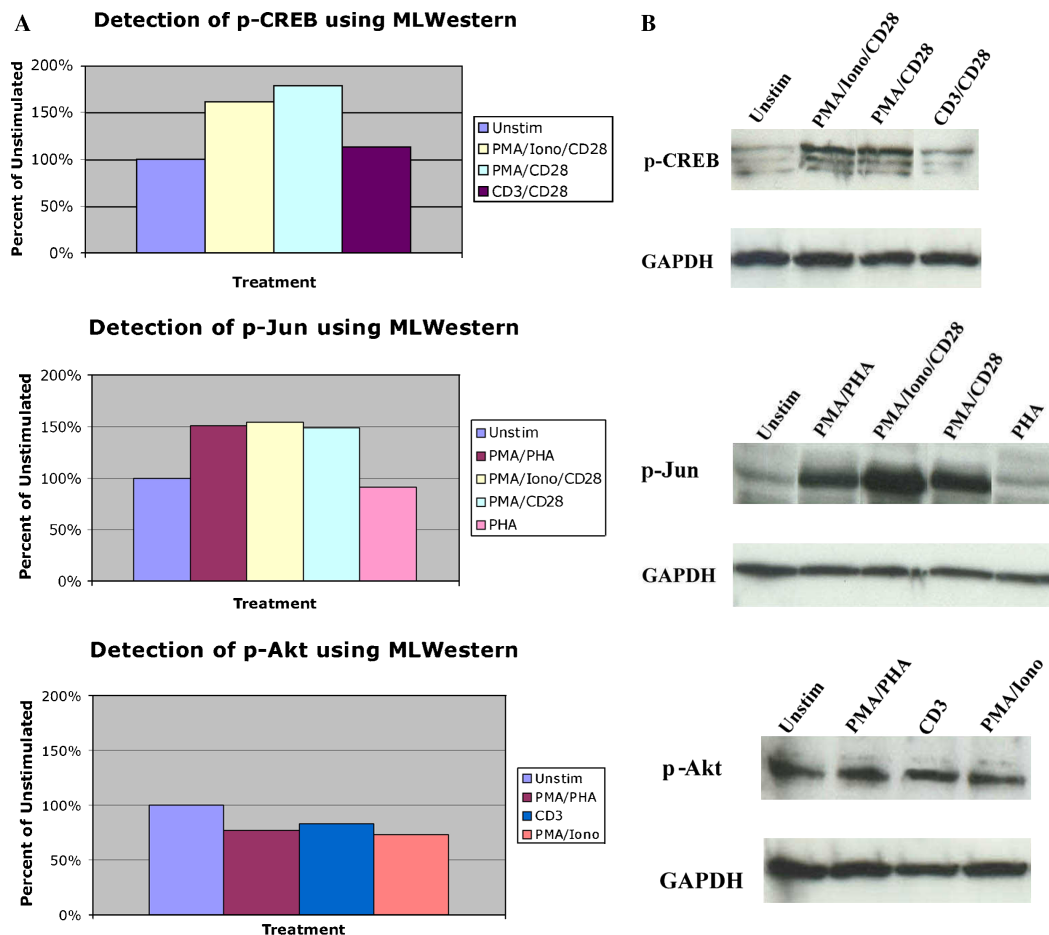 A
Detection of p-CREB using MLWestern
Percent of Unstimulated
200%
150%
100%
50%
0%
Treatment
Unstim
PMA/Iono/CD28
PMA/CD28
CD3/CD28
Detection of p-Jun using MLWestern
Percent of Unstimulated
200%
150%
100%
50%
0%
Treatment
Unstim
PMA/PHA
PMA/Iono/CD28
PMA/CD28
PHA
Detection of p-Akt using MLWestern
Percent of Unstimulated
200%
150%
100%
50%
0%
Treatment
Unstim
PMA/PHA
CD3
PMA/Iono
B
Unstim
PMA/Iono/CD28
PMA/CD28
CD3/CD28
p-CREB
GAPDH
Unstim
PMA/PHA
PMA/Iono/CD28
PMA/CD28
PHA
p-Jun
GAPDH
Unstim
PMA/PHA
CD3
PMA/Iono
p-Akt
GAPDH